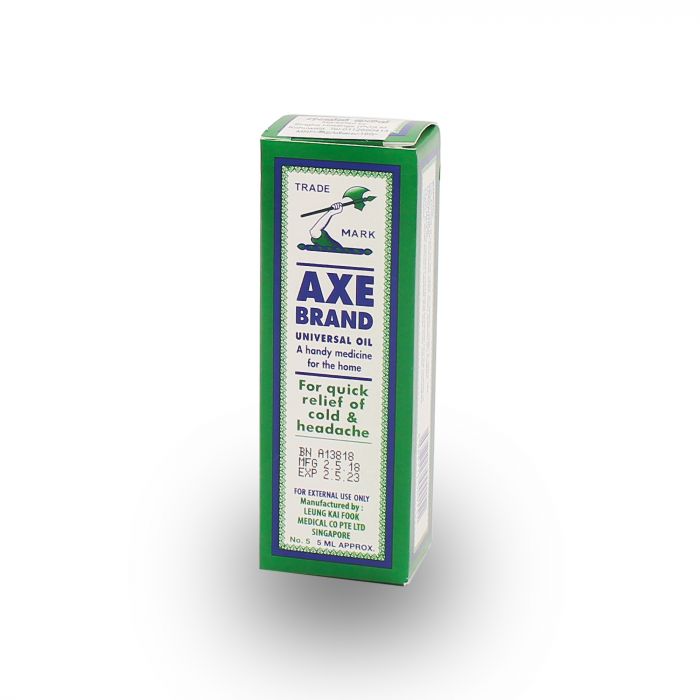 TRADE
MARK
AXE
BRAND
UNIVERSAL OIL
A handy medicine
for the home
For quick
relief of
cold &
headache
BN A13818
MFG 2.5.18
EXP 2.5.23
FOR EXTERNAL USE ONLY
Manufactured by :
LEUNG KAI FOOK
MEDICAL CO PTE LTD
SINGAPORE
No. 5 5 ML APPROX.